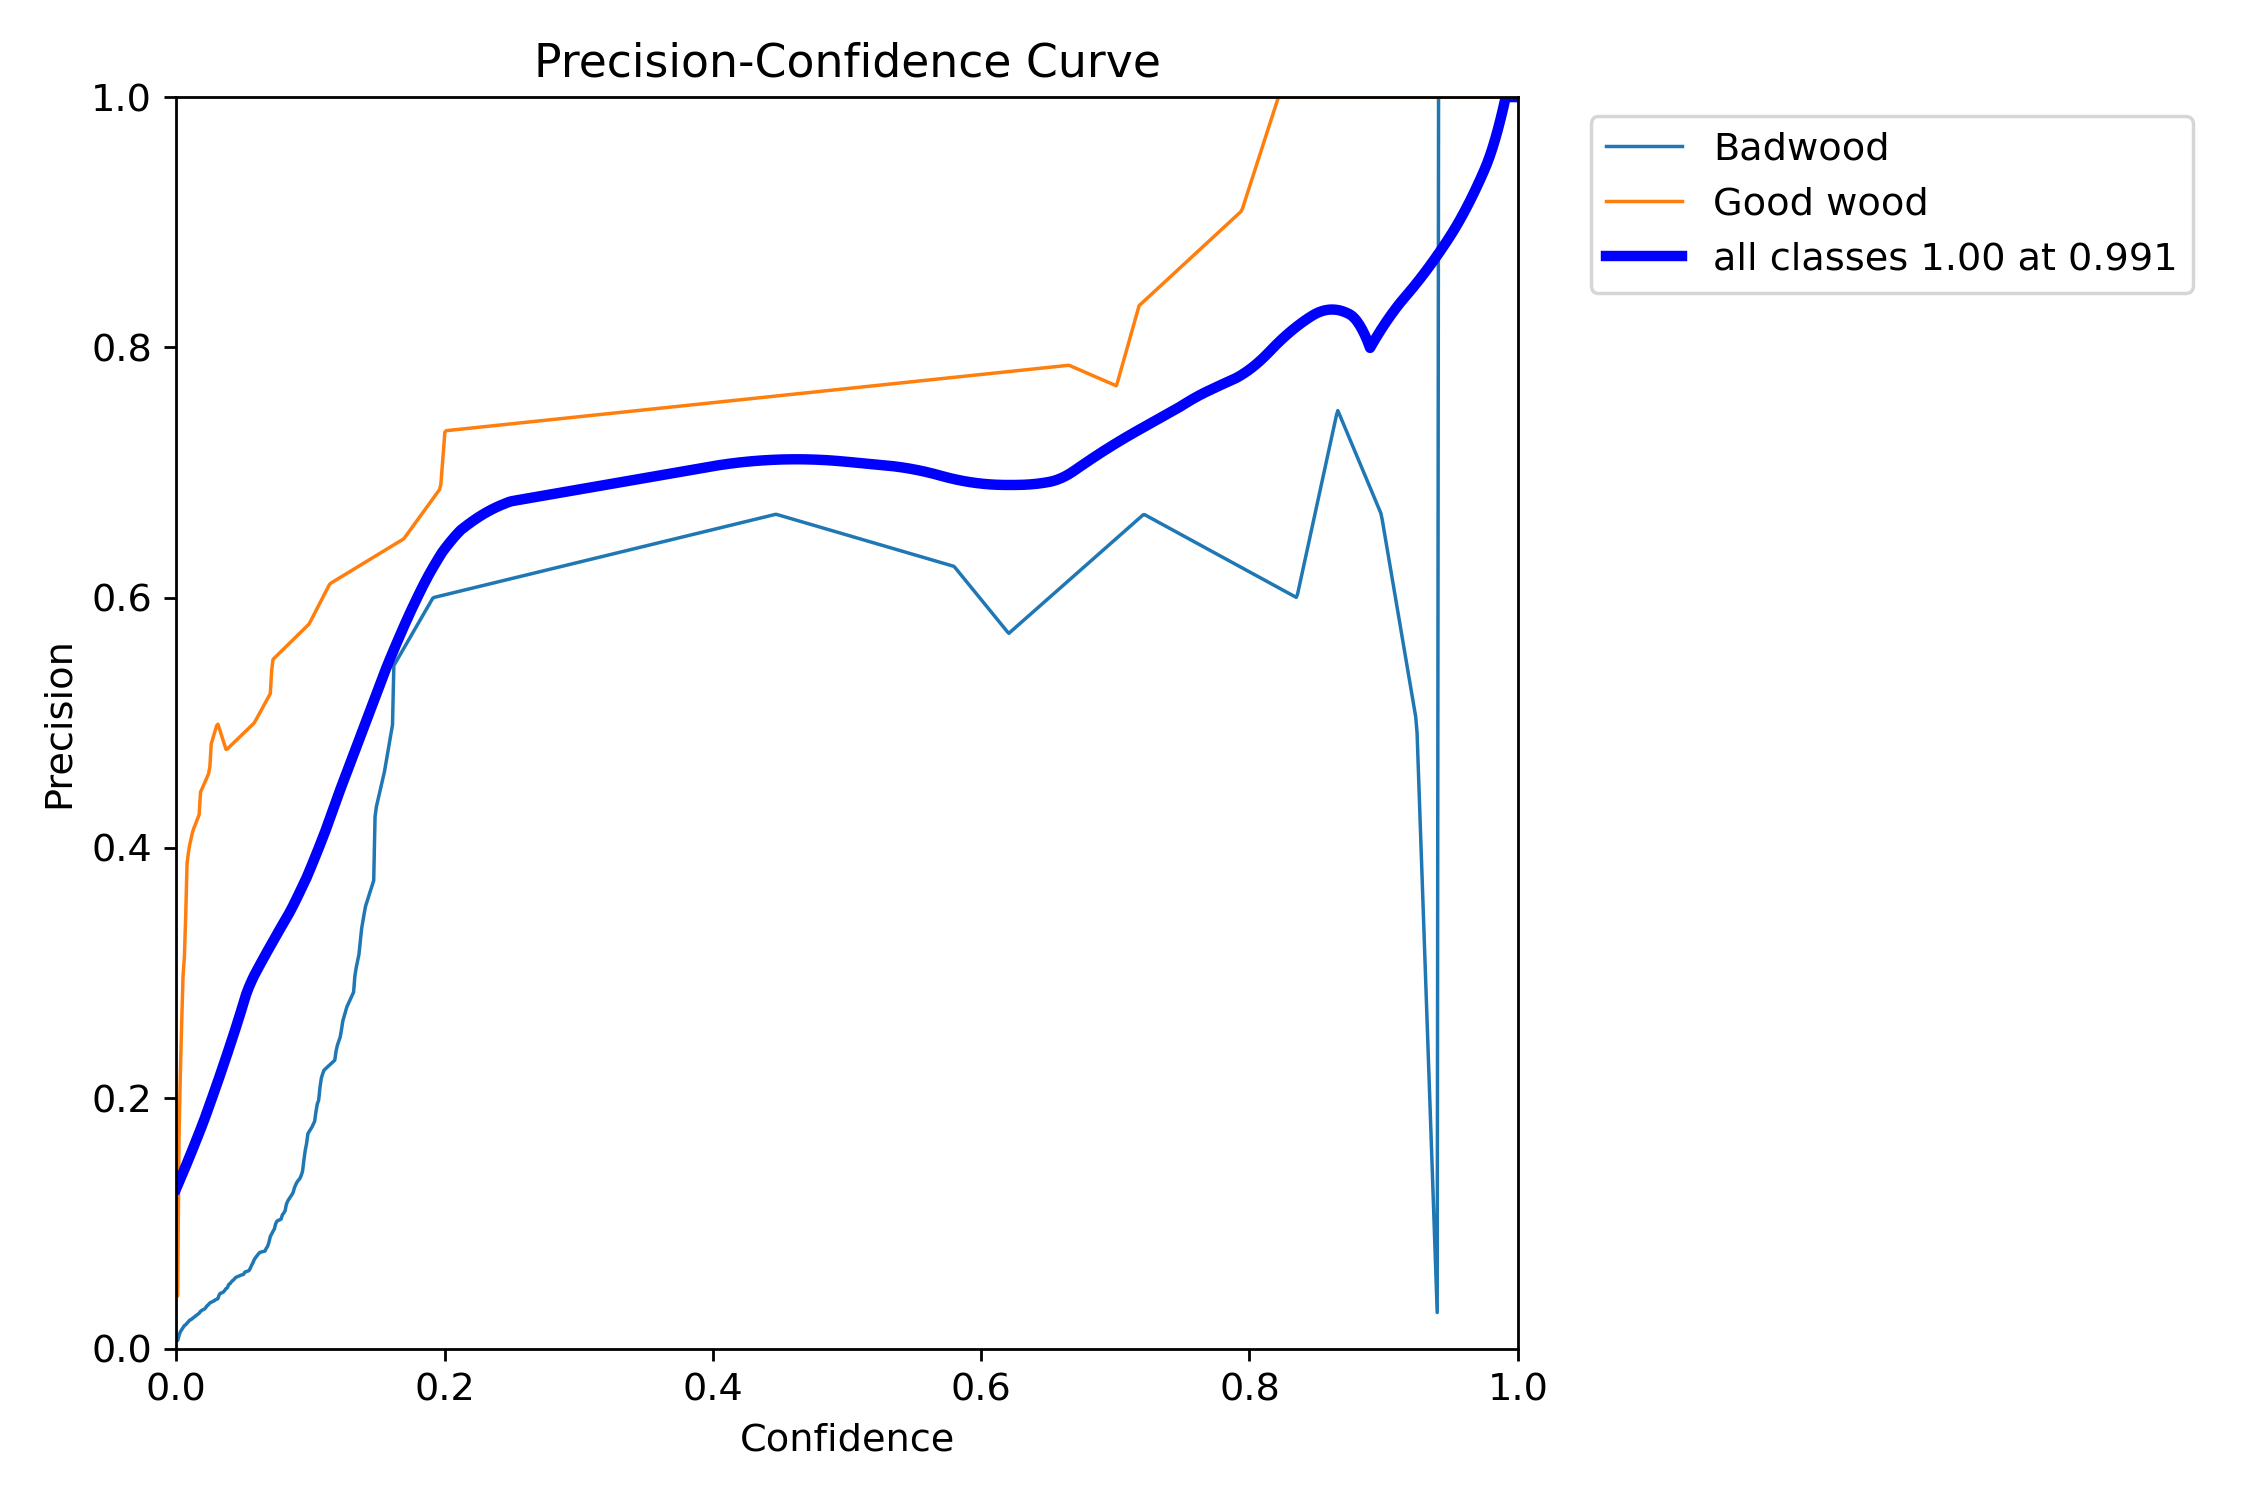 Precision-Confidence Curve
1.0
0.8
0.6
0.4
0.2
0.0
Precision
0.0 0.2 0.4 0.6 0.8 1.0
Confidence
Badwood
Good wood
all classes 1.00 at 0.991